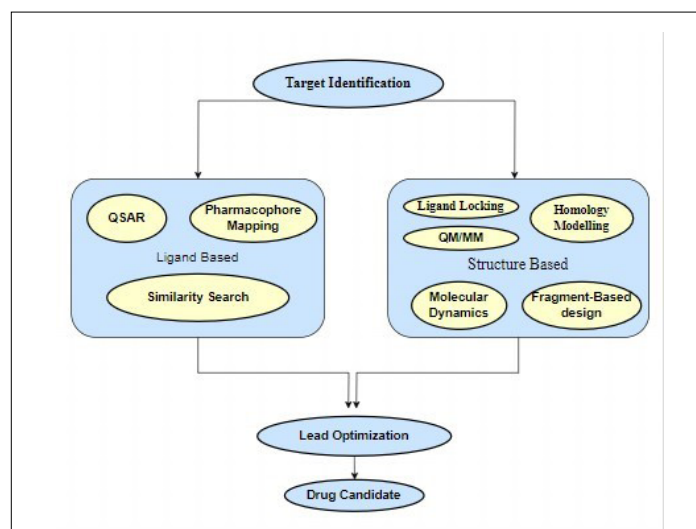 Target Identification
QSAR
Pharmacophore
Mapping
Ligand Based
Similarity Search
Ligand Locking
Homology
Modelling
QM/MM
Structure Based
Molecular
Dynamics
Fragment-Based
design
Lead Optimization
Drug Candidate